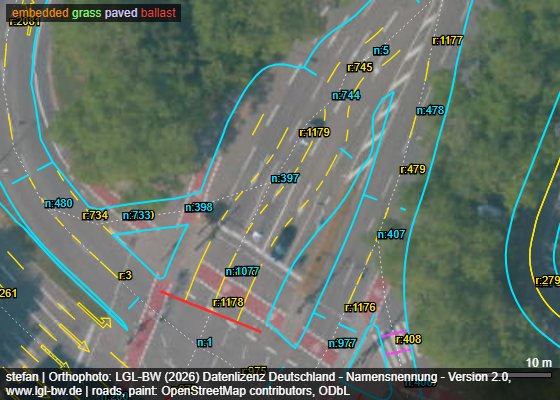 embedded grass paved ballast
r:2081
r:1177
n:5
r:745
n:744
n:478
r:1179
r:479
n:397
n:480
r:734
n:733
n:398
n:407
r:3
n:1077
261
r:279
r:1178
r:1176
n:1
n:977
r:408
r:975
10 m
stefan | Orthophoto: LGL-BW (2026) Datenlizenz Deutschland - Namensnennung - Version 2.0,
www.lgl-bw.de | roads, paint: OpenStreetMap contributors, ODbL